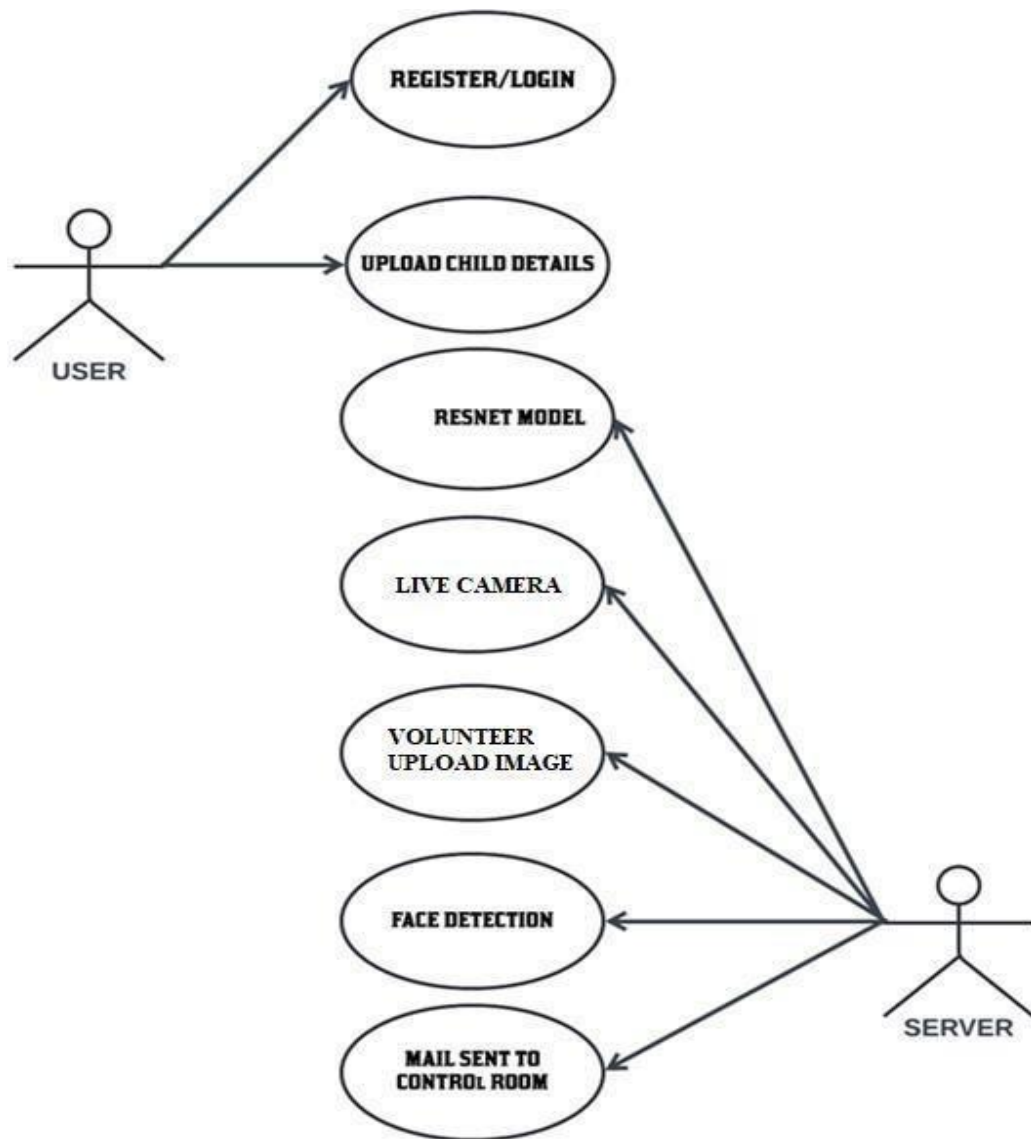 REGISTER/LOGIN
UPLOAD CHILD DETAILS
USER
RESNET MODEL
LIVE CAMERA
VOLUNTEER
UPLOAD IMAGE
FACE DETECTION
SERVER
MAIL SENT TO
CONTROL ROOM